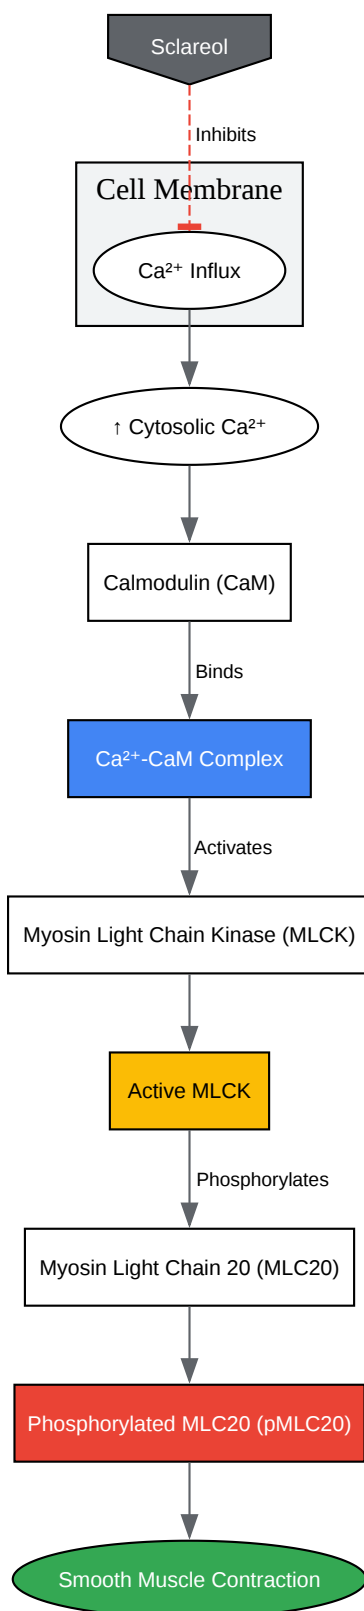 Sclareol
Inhibits
Cell Membrane
Ca²⁺ Influx
↑ Cytosolic Ca²⁺
Calmodulin (CaM)
Binds
Ca²⁺-CaM Complex
Activates
Myosin Light Chain Kinase (MLCK)
Active MLCK
Phosphorylates
Myosin Light Chain 20 (MLC20)
Phosphorylated MLC20 (pMLC20)
Smooth Muscle Contraction